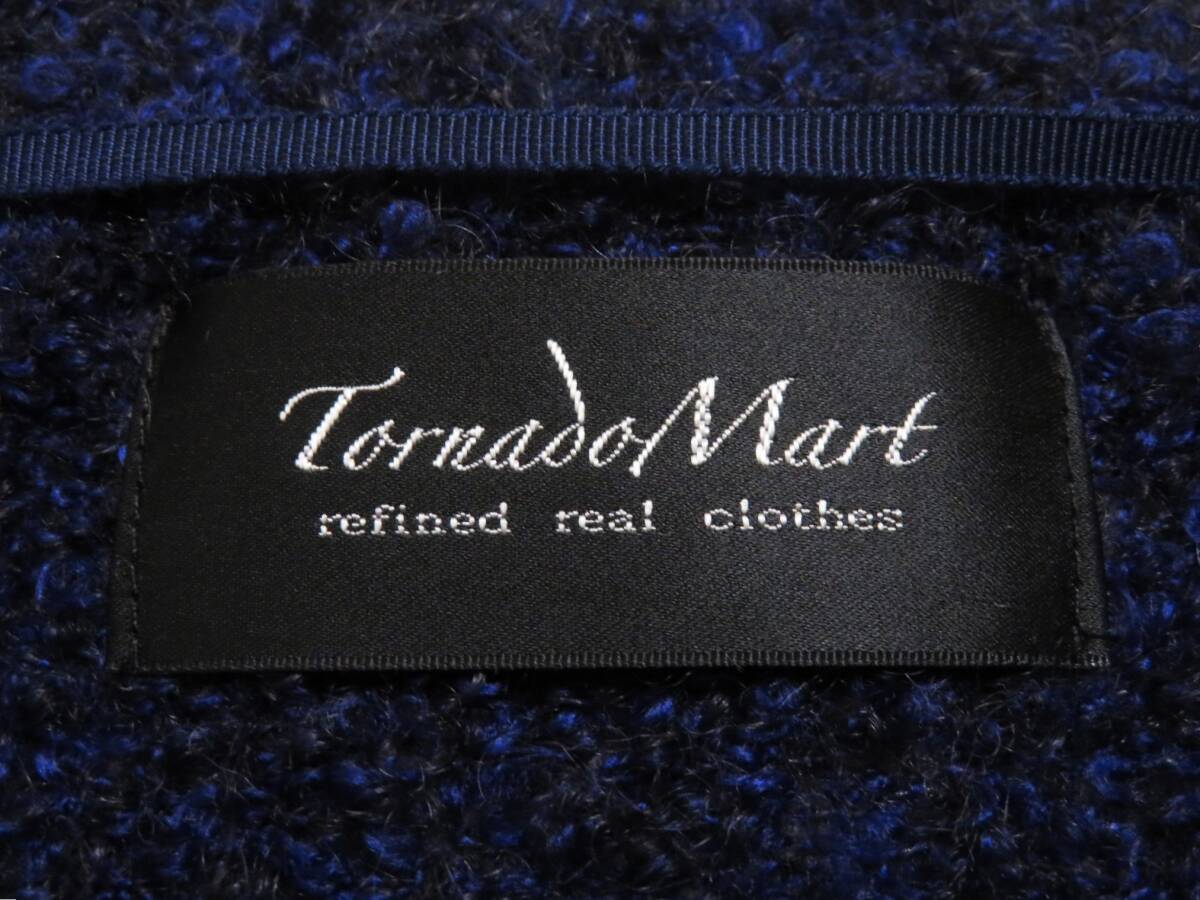 TornadoMart
refined real clothes